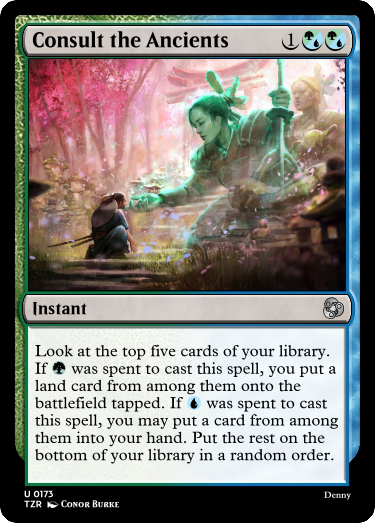 Consult the Ancients 1
Instant
Look at the top five cards of your library.
If was spent to cast this spell, you put a
land card from among them onto the
battlefield tapped. If was spent to cast
this spell, you may put a card from among
them into your hand. Put the rest on the
bottom of your library in a random order.
U 0173
Denny
TZR Conor Burke